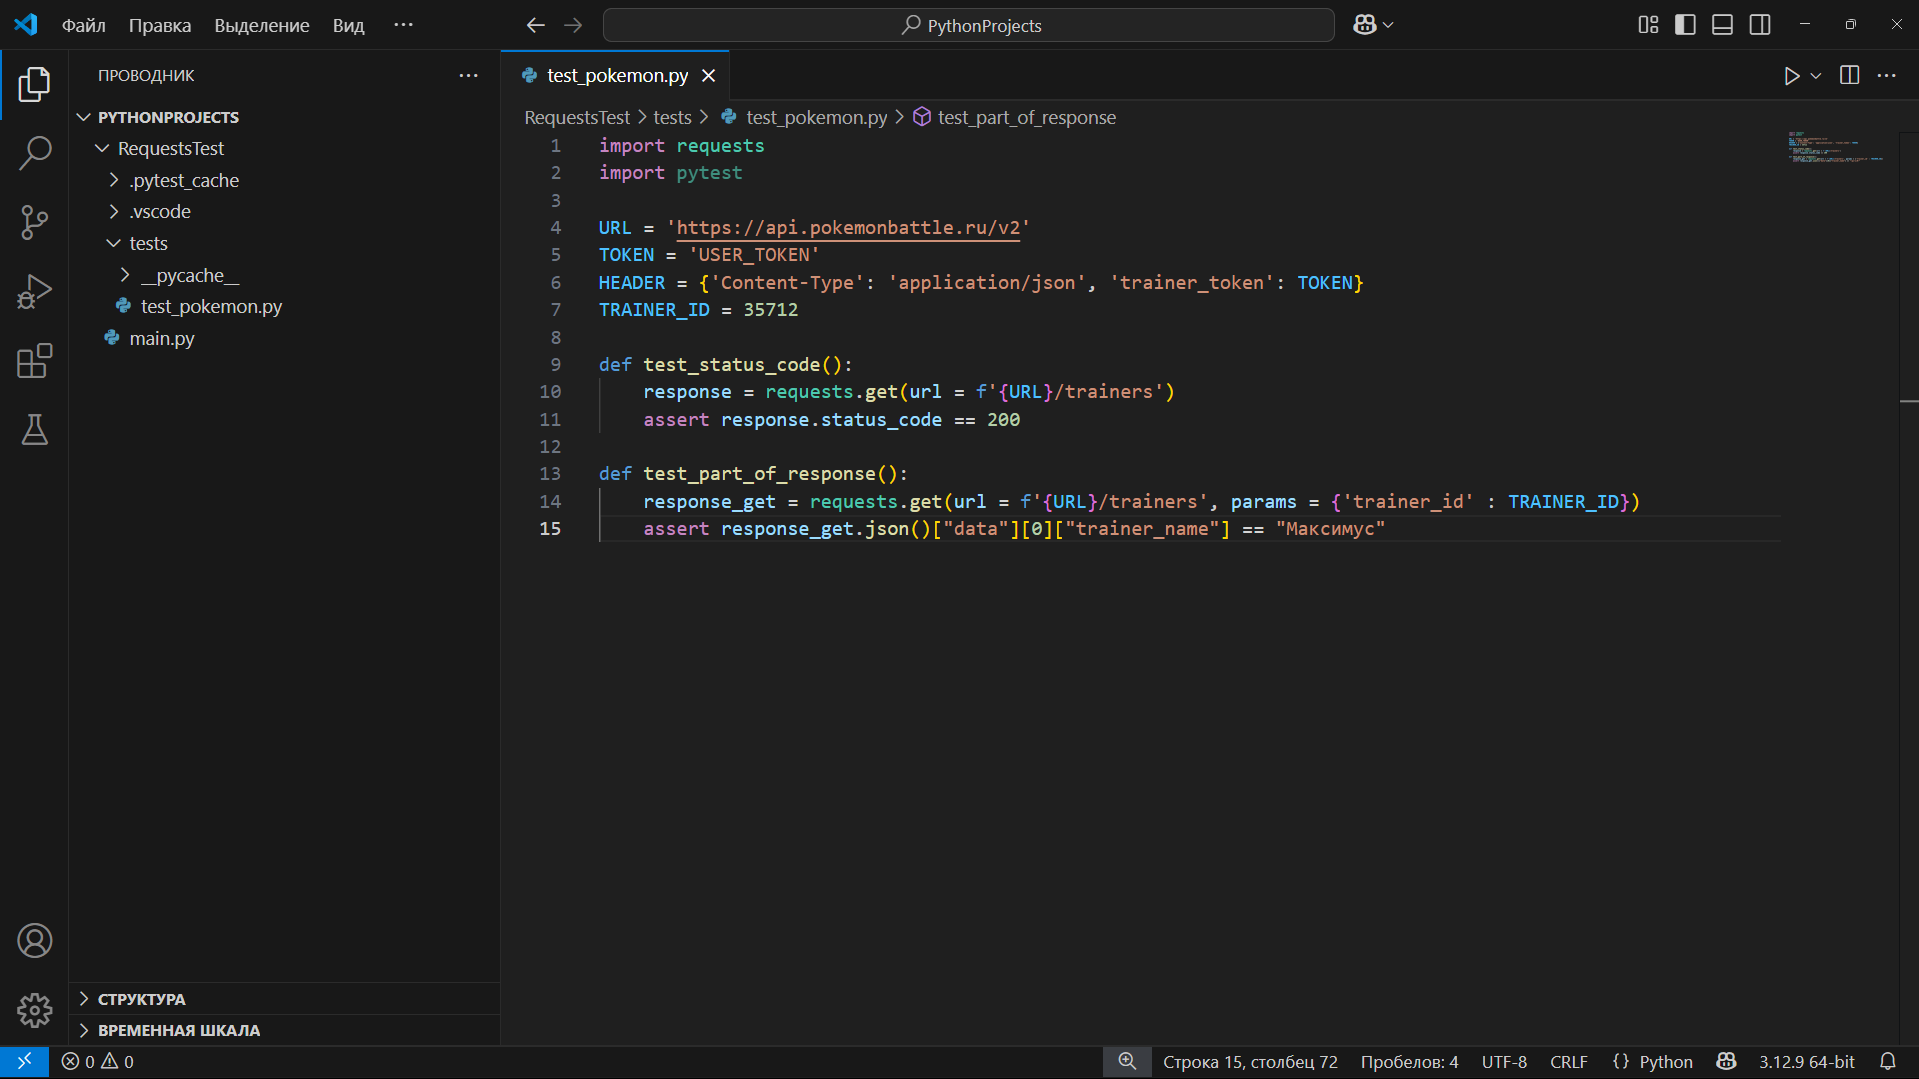 Файл Правка Выделение Вид ···
PythonProjects
ПРОВОДНИК ···
PYTHONPROJECTS
RequestsTest
.pytest_cache
.vscode
tests
__pycache__
test_pokemon.py
main.py
СТРУКТУРА
ВРЕМЕННАЯ ШКАЛА
test_pokemon.py
RequestsTest > tests > test_pokemon.py > test_part_of_response
1 import requests
2 import pytest
3
4 URL = 'https://api.pokemonbattle.ru/v2'
5 TOKEN = 'USER_TOKEN'
6 HEADER = {'Content-Type': 'application/json', 'trainer_token': TOKEN}
7 TRAINER_ID = 35712
8
9 def test_status_code():
10     response = requests.get(url = f'{URL}/trainers')
11     assert response.status_code == 200
12
13 def test_part_of_response():
14     response_get = requests.get(url = f'{URL}/trainers', params = {'trainer_id' : TRAINER_ID})
15     assert response_get.json()["data"][0]["trainer_name"] == "Максимус"
0 0 Строка 15, столбец 72 Пробелов: 4 UTF-8 CRLF {} Python 3.12.9 64-bit